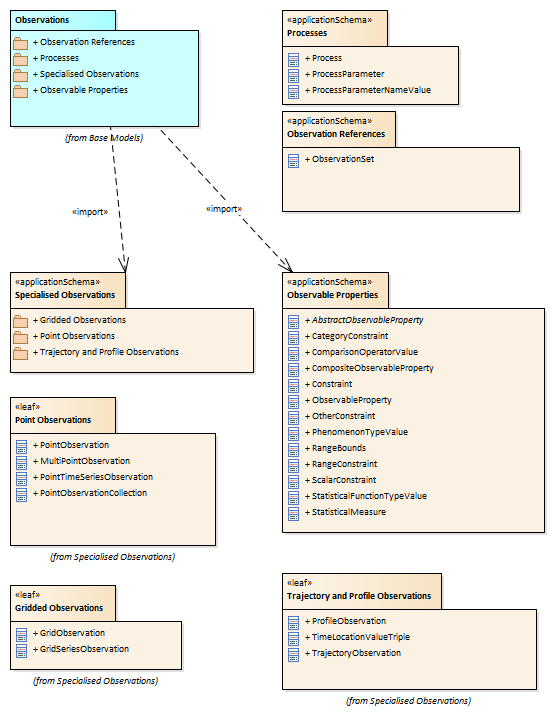 Observations
+ Observation References
+ Processes
+ Specialised Observations
+ Observable Properties
(from Base Models)
«applicationSchema»
Processes
+ Process
+ ProcessParameter
+ ProcessParameterNameValue
«applicationSchema»
Observation References
+ ObservationSet
«import»
«import»
«applicationSchema»
Specialised Observations
+ Gridded Observations
+ Point Observations
+ Trajectory and Profile Observations
«applicationSchema»
Observable Properties
+ AbstractObservableProperty
+ CategoryConstraint
+ ComparisonOperatorValue
+ CompositeObservableProperty
+ Constraint
+ ObservableProperty
+ OtherConstraint
+ PhenomenonTypeValue
+ RangeBounds
+ RangeConstraint
+ ScalarConstraint
+ StatisticalFunctionTypeValue
+ StatisticalMeasure
«leaf»
Point Observations
+ PointObservation
+ MultiPointObservation
+ PointTimeSeriesObservation
+ PointObservationCollection
(from Specialised Observations)
«leaf»
Gridded Observations
+ GridObservation
+ GridSeriesObservation
(from Specialised Observations)
«leaf»
Trajectory and Profile Observations
+ ProfileObservation
+ TimeLocationValueTriple
+ TrajectoryObservation
(from Specialised Observations)